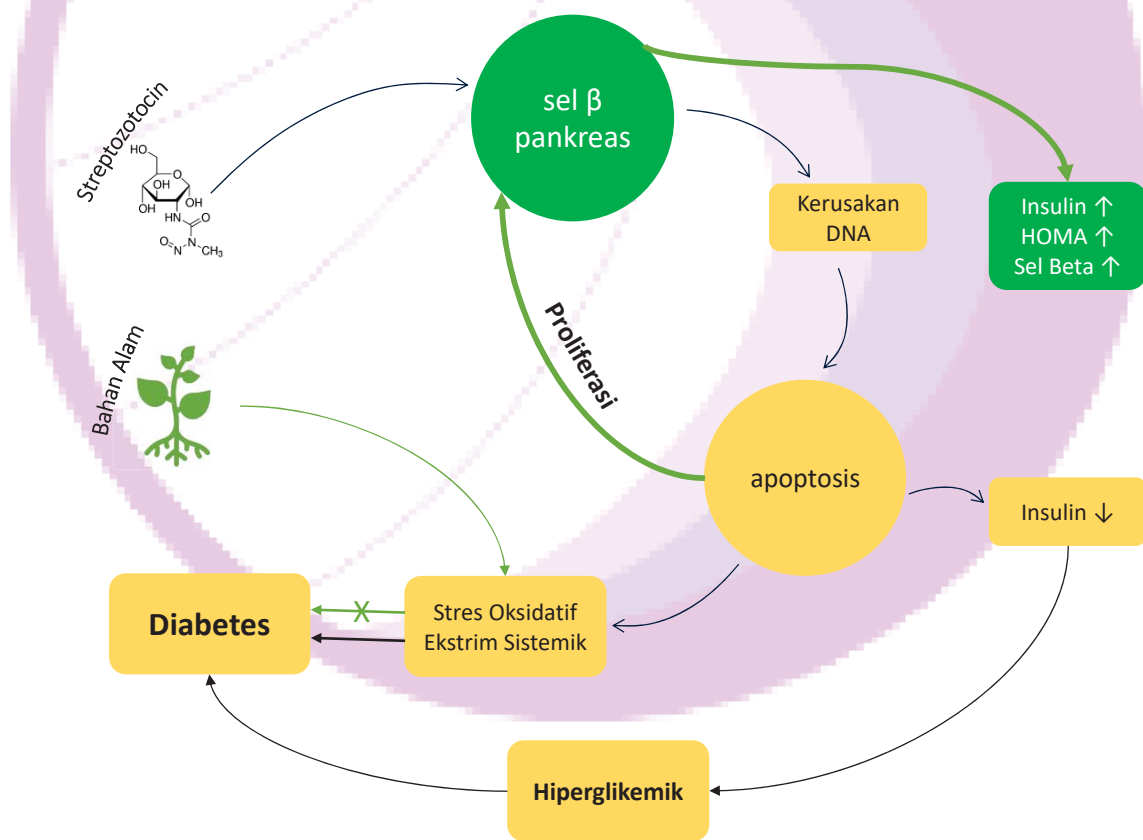 Streptozotocin
HO
O
OH
OH
OH
HN
O
N
O
N
CH3
sel β
pankreas
Kerusakan
DNA
Insulin ↑
HOMA ↑
Sel Beta ↑
Bahan Alam
Proliferasi
apoptosis
Insulin ↓
Stres Oksidatif
Ekstrim Sistemik
X
Diabetes
Hiperglikemik